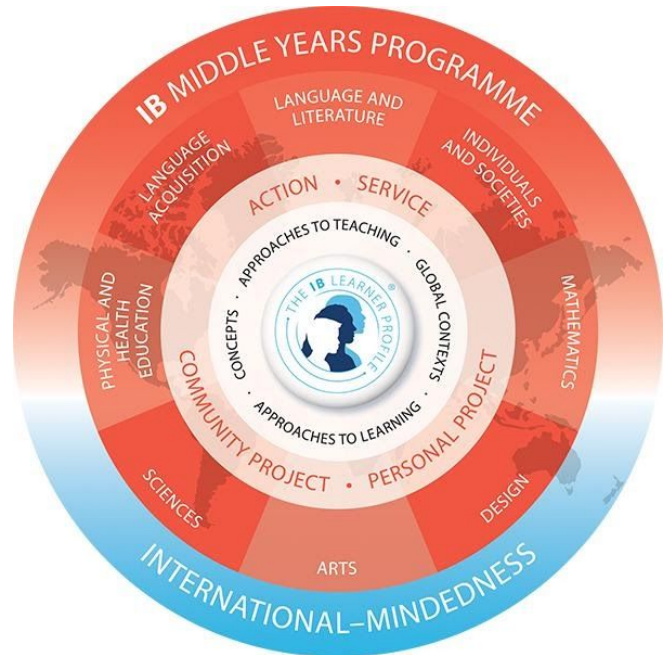 IB MIDDLE YEARS PROGRAMME
LANGUAGE AND
LITERATURE
INDIVIDUALS
AND SOCIETIES
MATHEMATICS
DESIGN
ARTS
SCIENCES
PHYSICAL AND
HEALTH
EDUCATION
LANGUAGE
ACQUISITION
ACTION • SERVICE
COMMUNITY PROJECT • PERSONAL PROJECT
APPROACHES TO TEACHING · GLOBAL CONTEXTS ·
APPROACHES TO LEARNING · CONCEPTS ·
THE IB LEARNER PROFILE®
INTERNATIONAL–MINDEDNESS